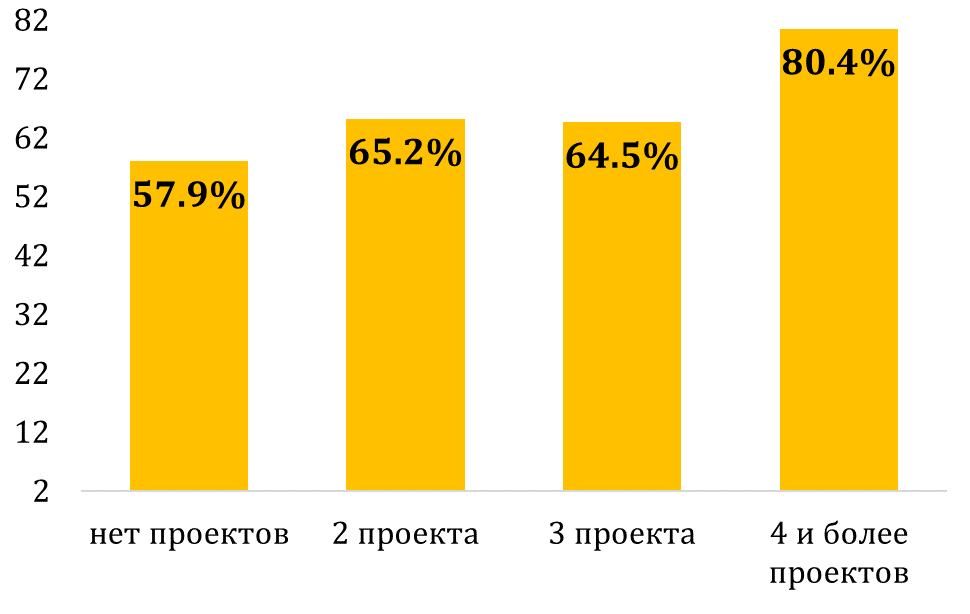 82
72
62
52
42
32
22
12
2
57.9%
65.2%
64.5%
80.4%
нет проектов
2 проекта
3 проекта
4 и более
проектов